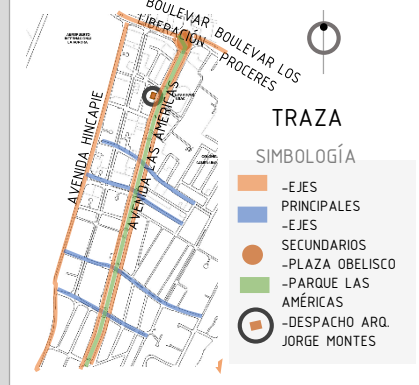 BOULEVAR LIBERACIÓN
BOULEVAR LOS PROCERES
AVENIDA HINCAPIE
AVENIDA LAS AMÉRICAS
TRAZA
SIMBOLOGÍA
-EJES
PRINCIPALES
-EJES
SECUNDARIOS
-PLAZA OBELISCO
-PARQUE LAS
AMÉRICAS
-DESPACHO ARQ.
JORGE MONTES